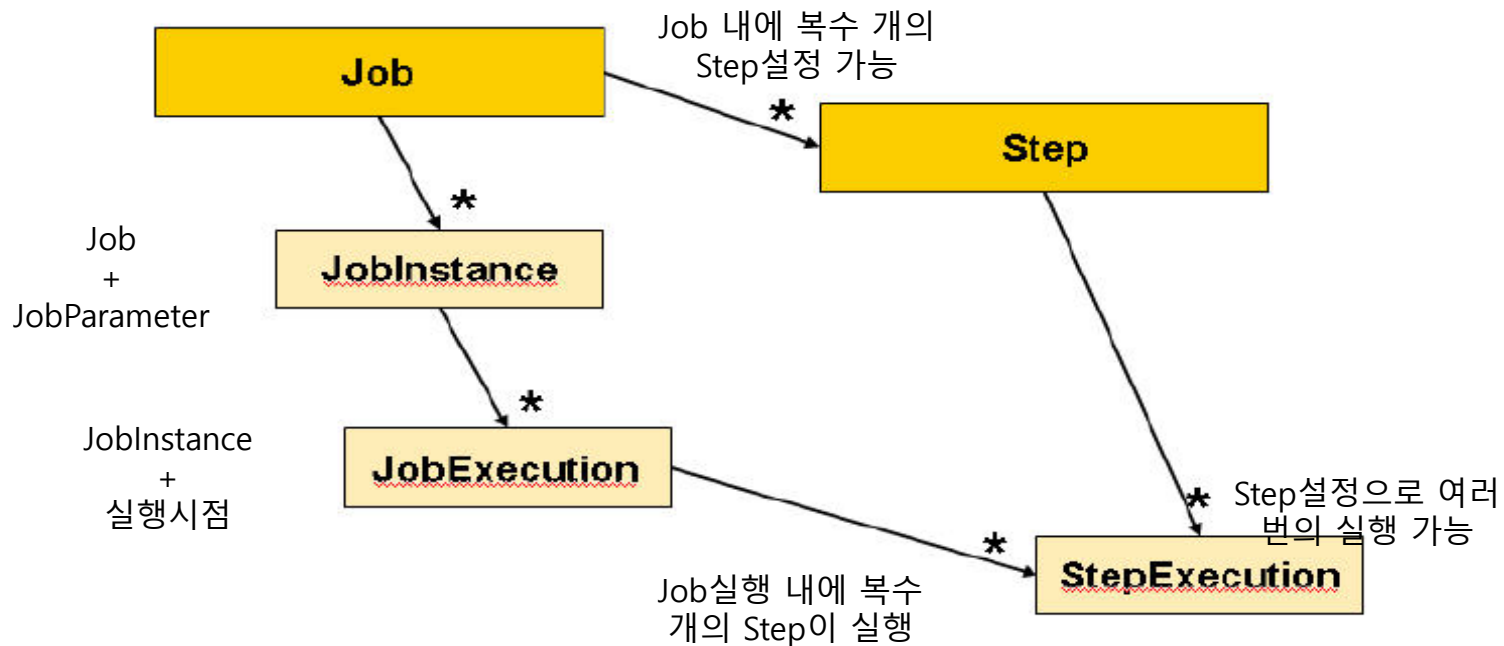 Job 내에 복수 개의
Step설정 가능
Job
*
Step
*
Job
+
JobParameter
JobInstance
*
JobInstance
+
실행시점
JobExecution
*
Step설정으로 여러
번의 실행 가능
*
StepExecution
Job실행 내에 복수
개의 Step이 실행